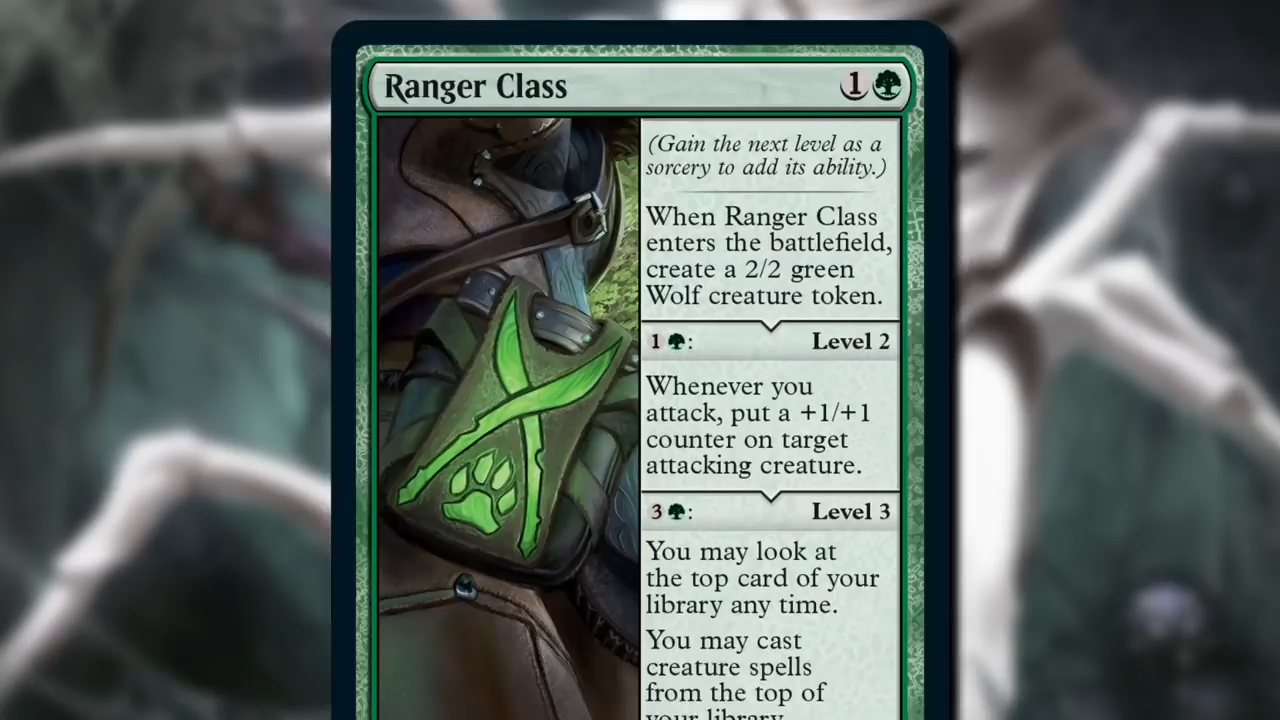 Ranger Class 1
(Gain the next level as a
sorcery to add its ability.)
When Ranger Class
enters the battlefield,
create a 2/2 green
Wolf creature token.
1 : Level 2
Whenever you
attack, put a +1/+1
counter on target
attacking creature.
3 : Level 3
You may look at
the top card of your
library any time.
You may cast
creature spells
from the top of
your library.